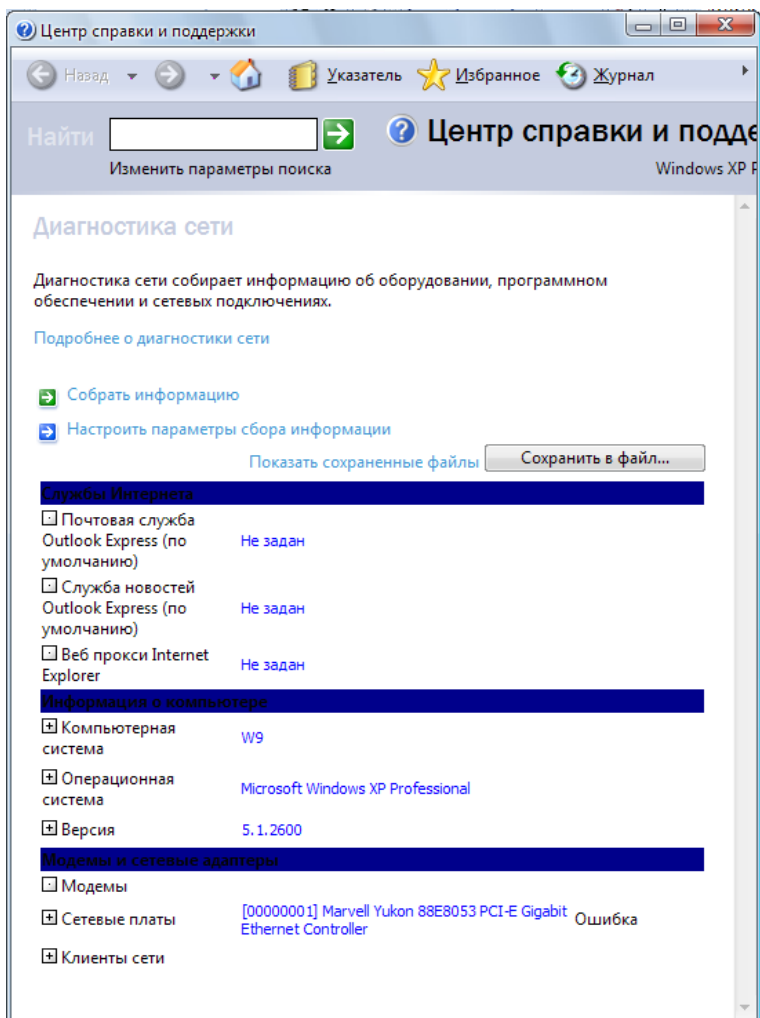 Центр справки и поддержки
Назад
Указатель
Избранное
Журнал
Найти
Центр справки и подде
Изменить параметры поиска
Windows XP P
Диагностика сети
Диагностика сети собирает информацию об оборудовании, программном
обеспечении и сетевых подключениях.
Подробнее о диагностики сети
Собрать информацию
Настроить параметры сбора информации
Показать сохраненные файлы
Сохранить в файл...
Службы Интернета
Почтовая служба
Outlook Express (по
умолчанию)
Не задан
Служба новостей
Outlook Express (по
умолчанию)
Не задан
Веб прокси Internet
Explorer
Не задан
Информация о компьютере
Компьютерная
система
W9
Операционная
система
Microsoft Windows XP Professional
Версия
5.1.2600
Модемы и сетевые адаптеры
Модемы
Сетевые платы
[00000001] Marvell Yukon 88E8053 PCI-E Gigabit
Ethernet Controller
Ошибка
Клиенты сети